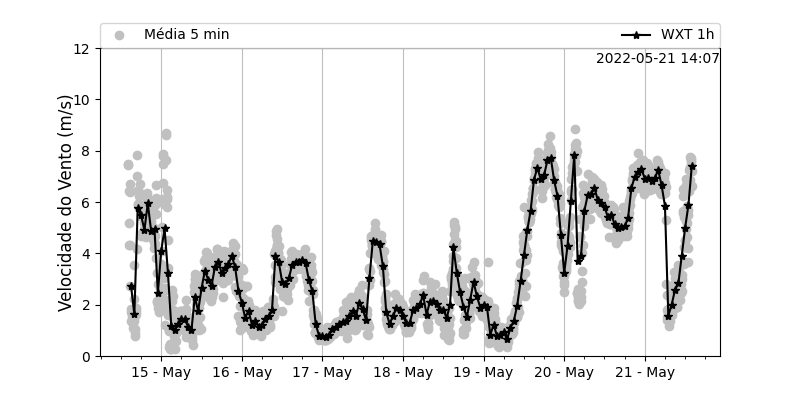 Média 5 min
WXT 1h
2022-05-21 14:07
Velocidade do Vento (m/s)
12
10
8
6
4
2
0
15 - May
16 - May
17 - May
18 - May
19 - May
20 - May
21 - May